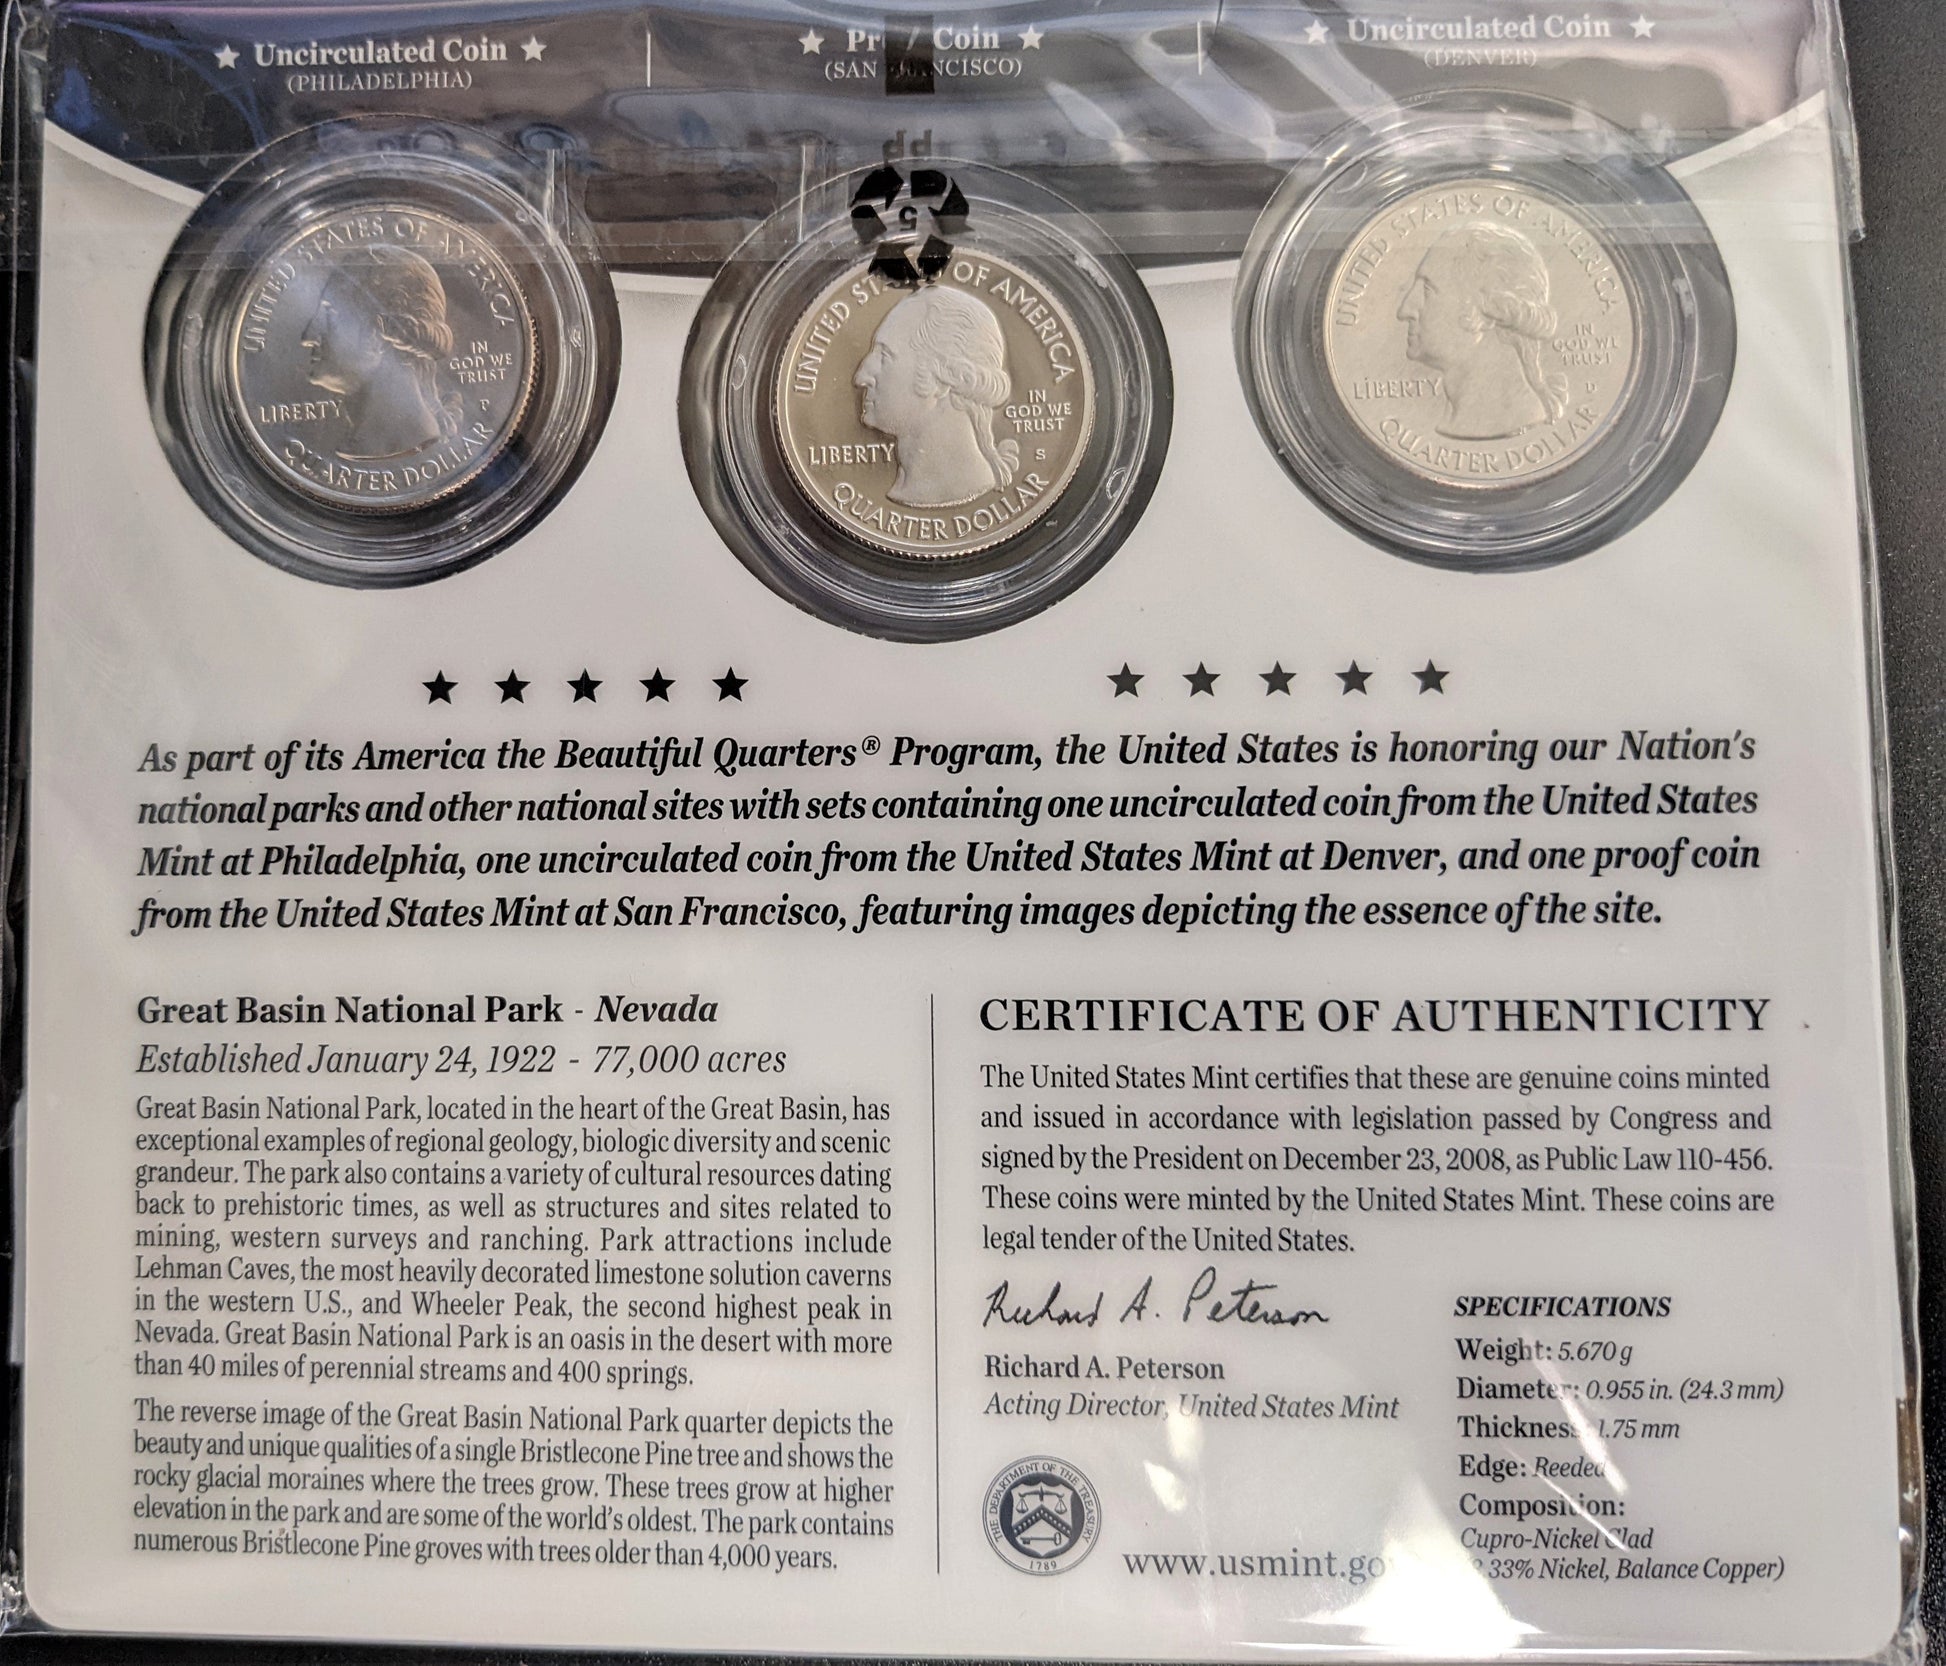 ★ Uncirculated Coin ★
(PHILADELPHIA)
★ Coin ★
(SAN
★ Uncirculated Coin ★
(DENVER)
UNITED STATES OF AMERICA
IN
GOD WE
TRUST
LIBERTY
P
QUARTER DOLLAR
5
UNITED OF AMERICA
IN
GOD WE
TRUST
LIBERTY
S
QUARTER DOLLAR
UNITED STATES OF AMERICA
IN
GOD WE
TRUST
LIBERTY
D
QUARTER DOLLAR
★ ★ ★ ★ ★ ★ ★ ★ ★ ★
As part of its America the Beautiful Quarters® Program, the United States is honoring our Nation's
national parks and other national sites with sets containing one uncirculated coin from the United States
Mint at Philadelphia, one uncirculated coin from the United States Mint at Denver, and one proof coin
from the United States Mint at San Francisco, featuring images depicting the essence of the site.
Great Basin National Park - Nevada
Established January 24, 1922 - 77,000 acres
Great Basin National Park, located in the heart of the Great Basin, has
exceptional examples of regional geology, biologic diversity and scenic
grandeur. The park also contains a variety of cultural resources dating
back to prehistoric times, as well as structures and sites related to
mining, western surveys and ranching. Park attractions include
Lehman Caves, the most heavily decorated limestone solution caverns
in the western U.S., and Wheeler Peak, the second highest peak in
Nevada. Great Basin National Park is an oasis in the desert with more
than 40 miles of perennial streams and 400 springs.
The reverse image of the Great Basin National Park quarter depicts the
beauty and unique qualities of a single Bristlecone Pine tree and shows the
rocky glacial moraines where the trees grow. These trees grow at higher
elevation in the park and are some of the world's oldest. The park contains
numerous Bristlecone Pine groves with trees older than 4,000 years.
CERTIFICATE OF AUTHENTICITY
The United States Mint certifies that these are genuine coins minted
and issued in accordance with legislation passed by Congress and
signed by the President on December 23, 2008, as Public Law 110-456.
These coins were minted by the United States Mint. These coins are
legal tender of the United States.
Richard A. Peterson
Richard A. Peterson
Acting Director, United States Mint
THE DEPARTMENT OF THE TREASURY
1789
www.usmint.go
SPECIFICATIONS
Weight: 5.670 g
Diameter: 0.955 in. (24.3 mm)
Thickness: 1.75 mm
Edge: Reeded
Composition:
Cupro-Nickel Clad
33% Nickel, Balance Copper)